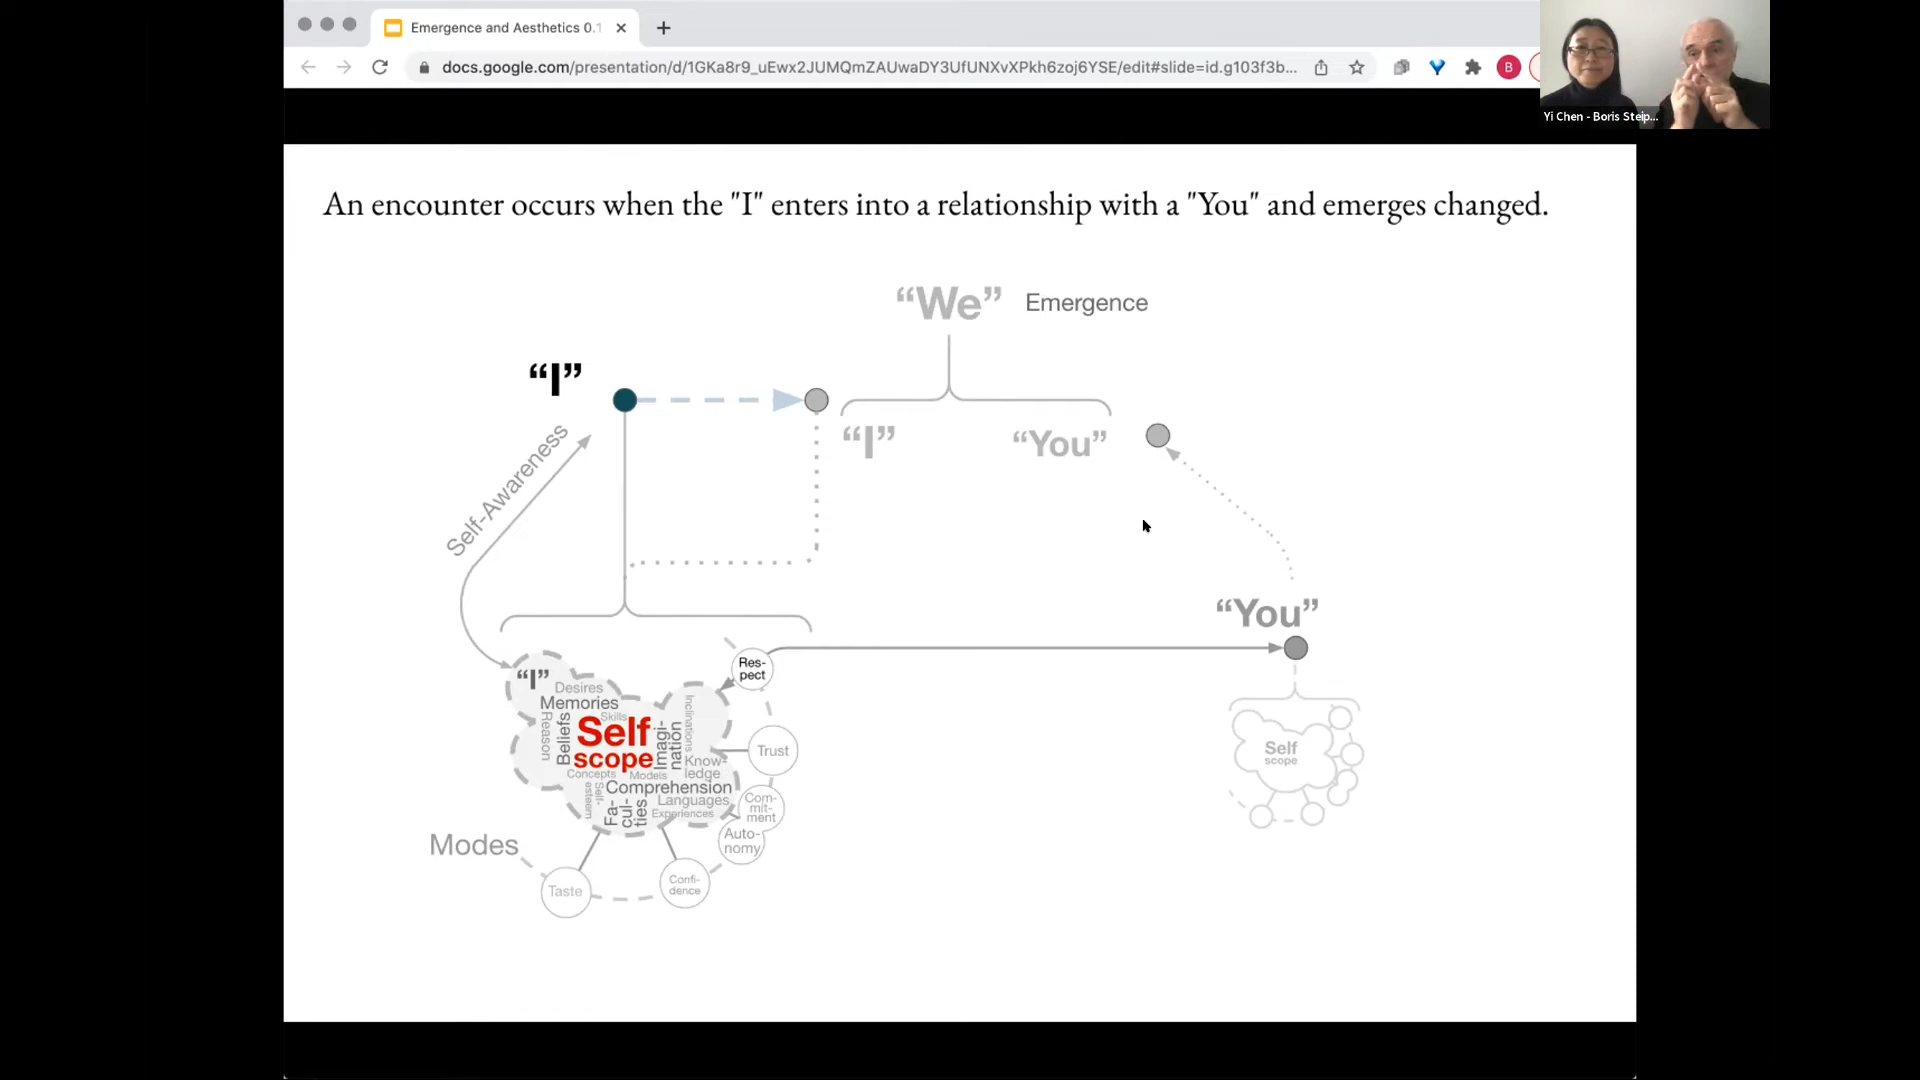 Emergence and Aesthetics 0.1
docs.google.com/presentation/d/1GKa8r9_uEwx2JUMQmZAUwaDY3UfUNXvXPkh6zoj6YSE/edit#slide=id.g103f3b...
B
Yi Chen - Boris Steip...
An encounter occurs when the "I" enters into a relationship with a "You" and emerges changed.
“We” Emergence
“I”
“I”
“You”
Self-Awareness
“You”
“I”
Desires
Memories
Skills
Reason
Beliefs
Self
scope
Imagi-
nation
Inclinations
Know-
ledge
Concepts
Models
Comprehension
Self-
esteem
Fa-
cul-
ties
Languages
Experiences
Res-
pect
Trust
Com-
mit-
ment
Auto-
nomy
Confi-
dence
Taste
Modes
Self
scope